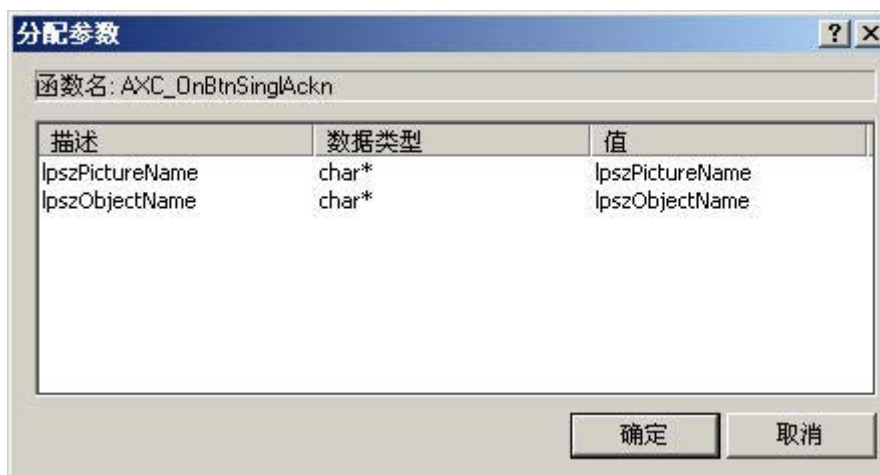 分配参数
函数名: AXC_OnBtnSinglAckn
描述 数据类型 值
lpszPictureName char* lpszPictureName
lpszObjectName char* lpszObjectName
确定 取消